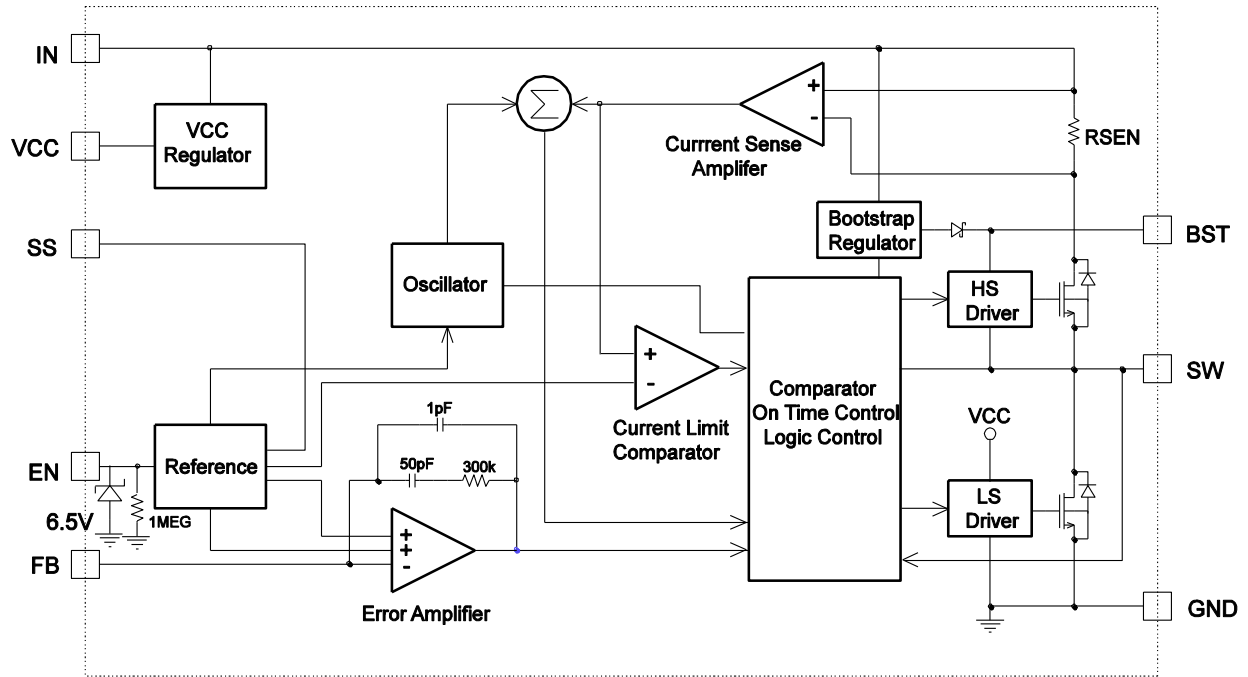 IN
VCC
Regulator
VCC
Σ
+
-
Currrent Sense
Amplifer
RSEN
SS
Oscillator
Bootstrap
Regulator
BST
HS
Driver
+
-
Current Limit
Comparator
Comparator
On Time Control
Logic Control
SW
VCC
LS
Driver
1pF
50pF
300k
EN
Reference
6.5V
1MEG
FB
+
+
-
Error Amplifier
GND